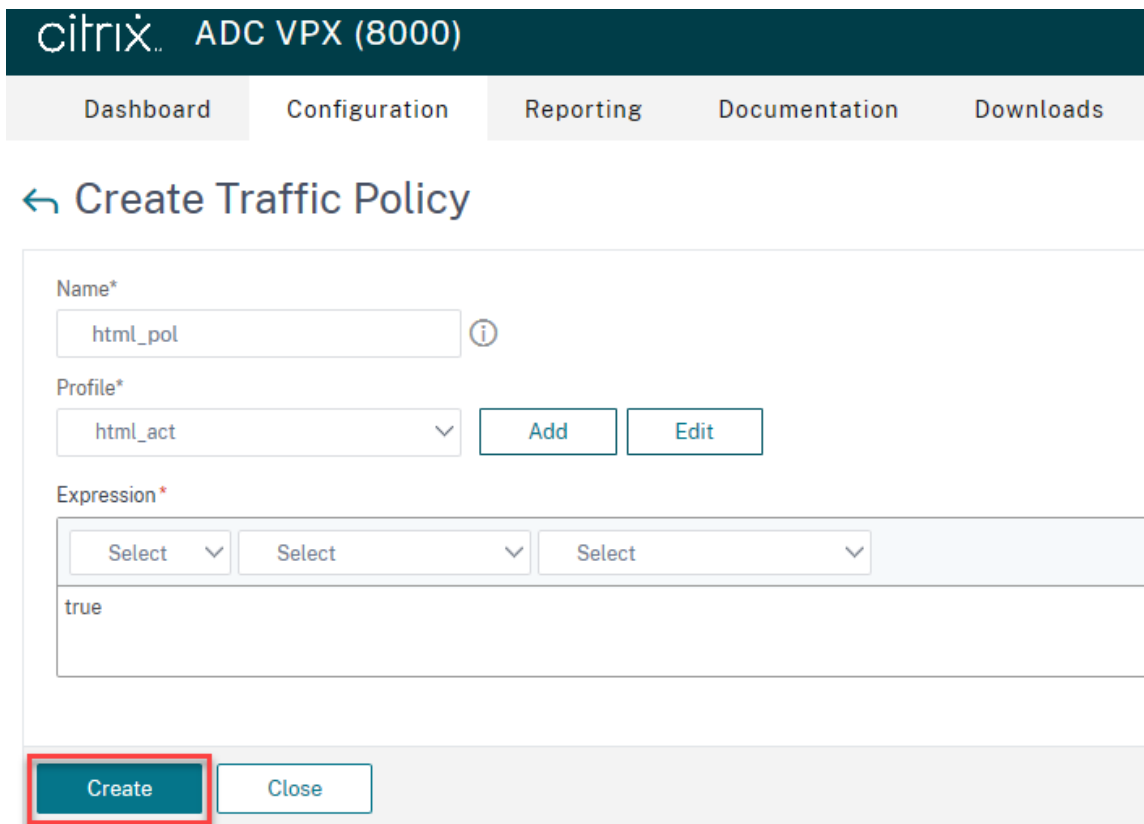 citrix. ADC VPX (8000)
Dashboard Configuration Reporting Documentation Downloads
Create Traffic Policy
Name*
html_pol
Profile*
html_act Add Edit
Expression*
Select Select Select
true
Create Close